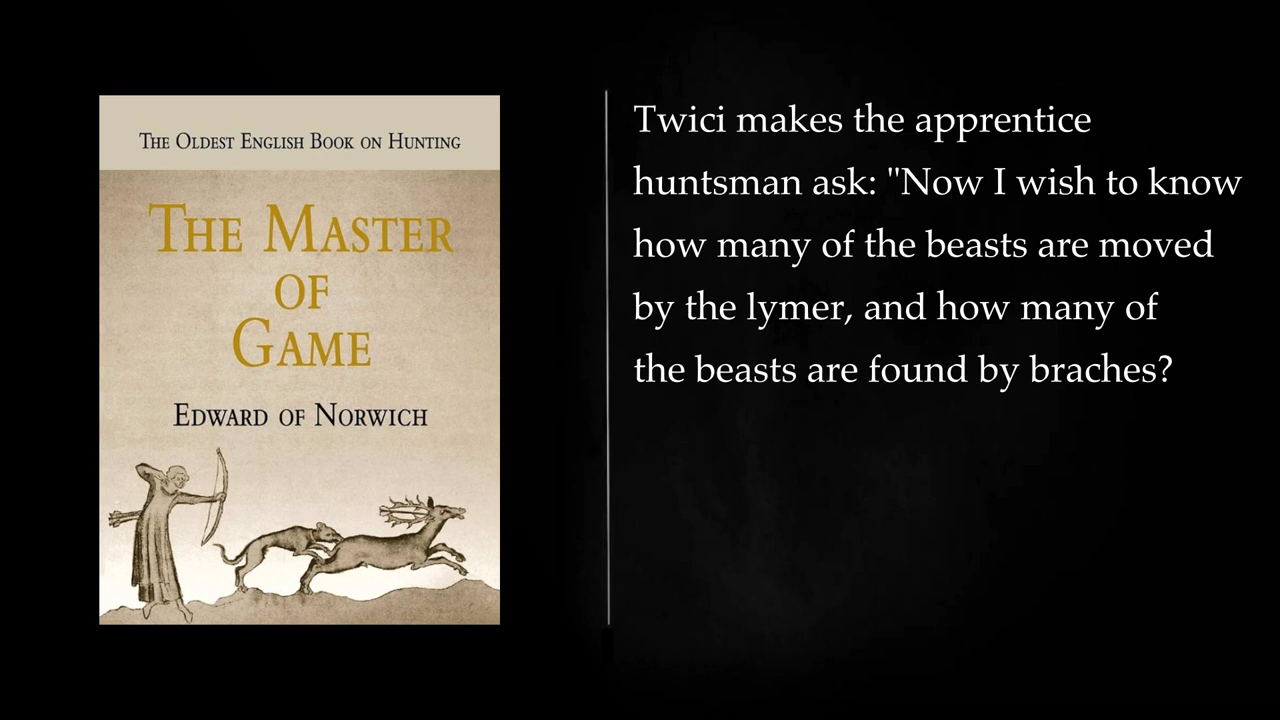 THE OLDEST ENGLISH BOOK ON HUNTING
THE MASTER
OF
GAME
EDWARD OF NORWICH
Twici makes the apprentice
huntsman ask: "Now I wish to know
how many of the beasts are moved
by the lymer, and how many of
the beasts are found by braches?